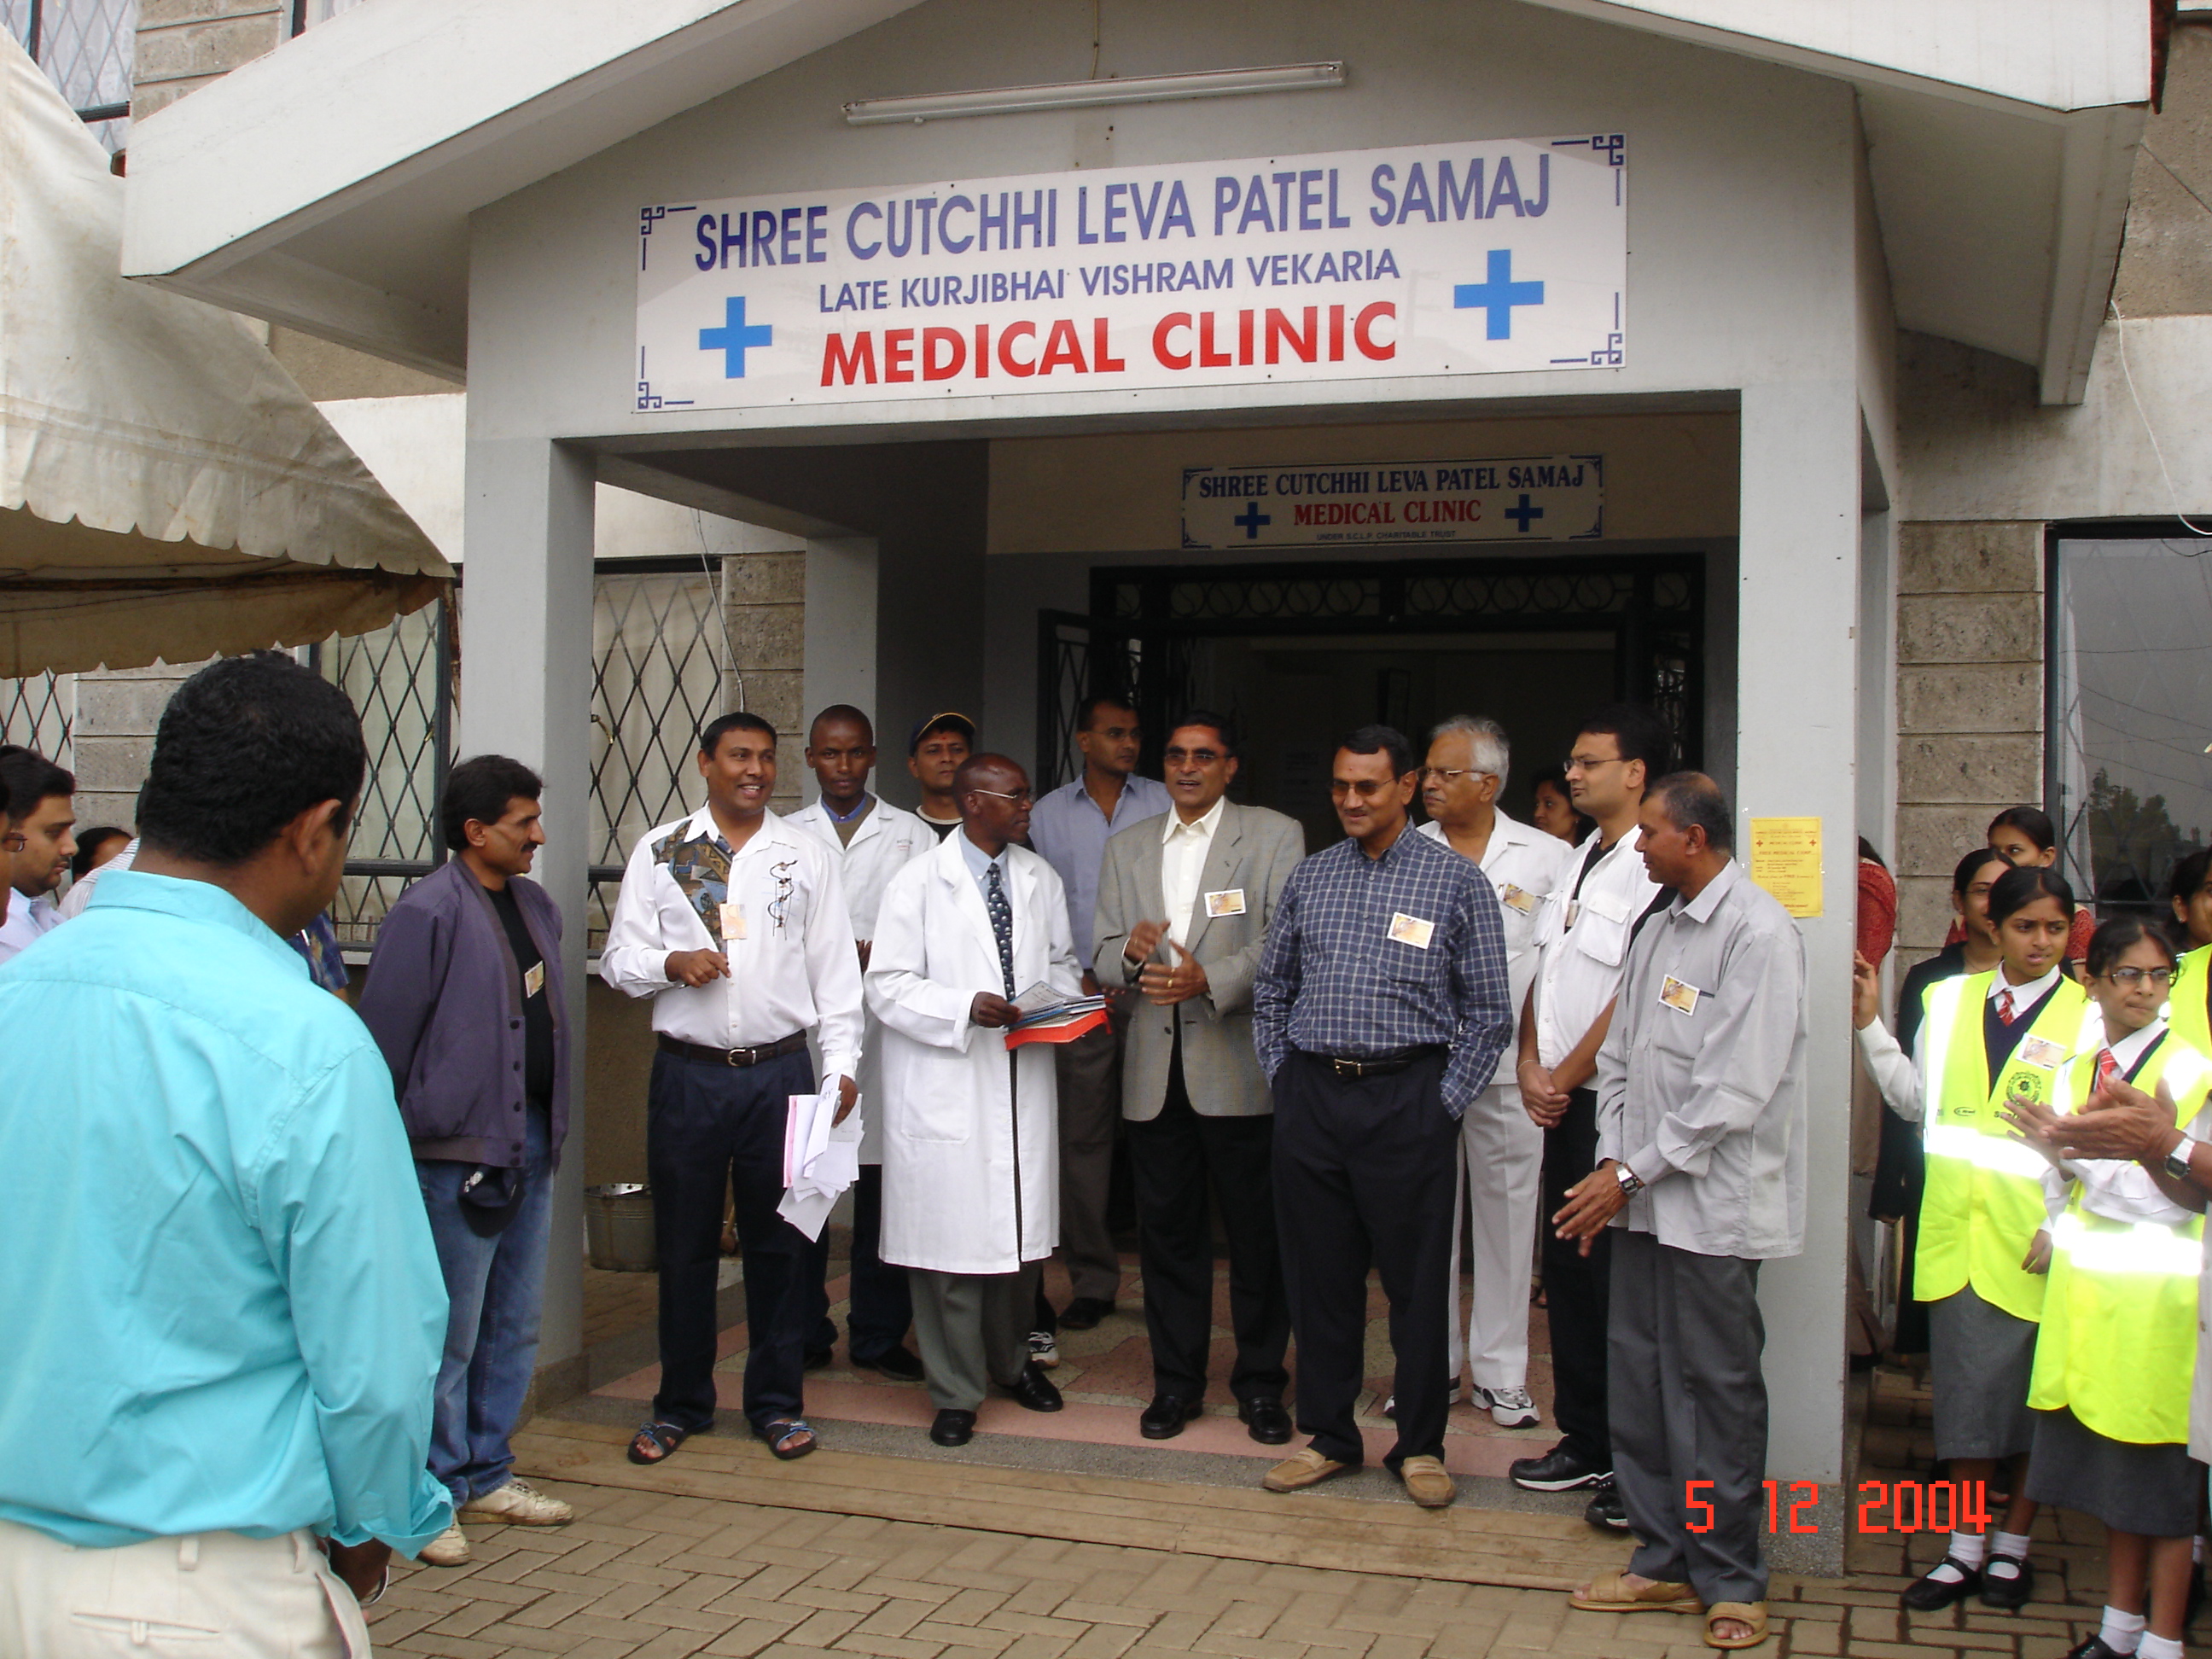 SHREE CUTCHHI LEVA PATEL SAMAJ
LATE KURJIBHAI VISHRAM VEKARIA
MEDICAL CLINIC
SHREE CUTCHHI LEVA PATEL SAMAJ
MEDICAL CLINIC
UNDER S.C.L.P. CHARITABLE TRUST
5 12 2004